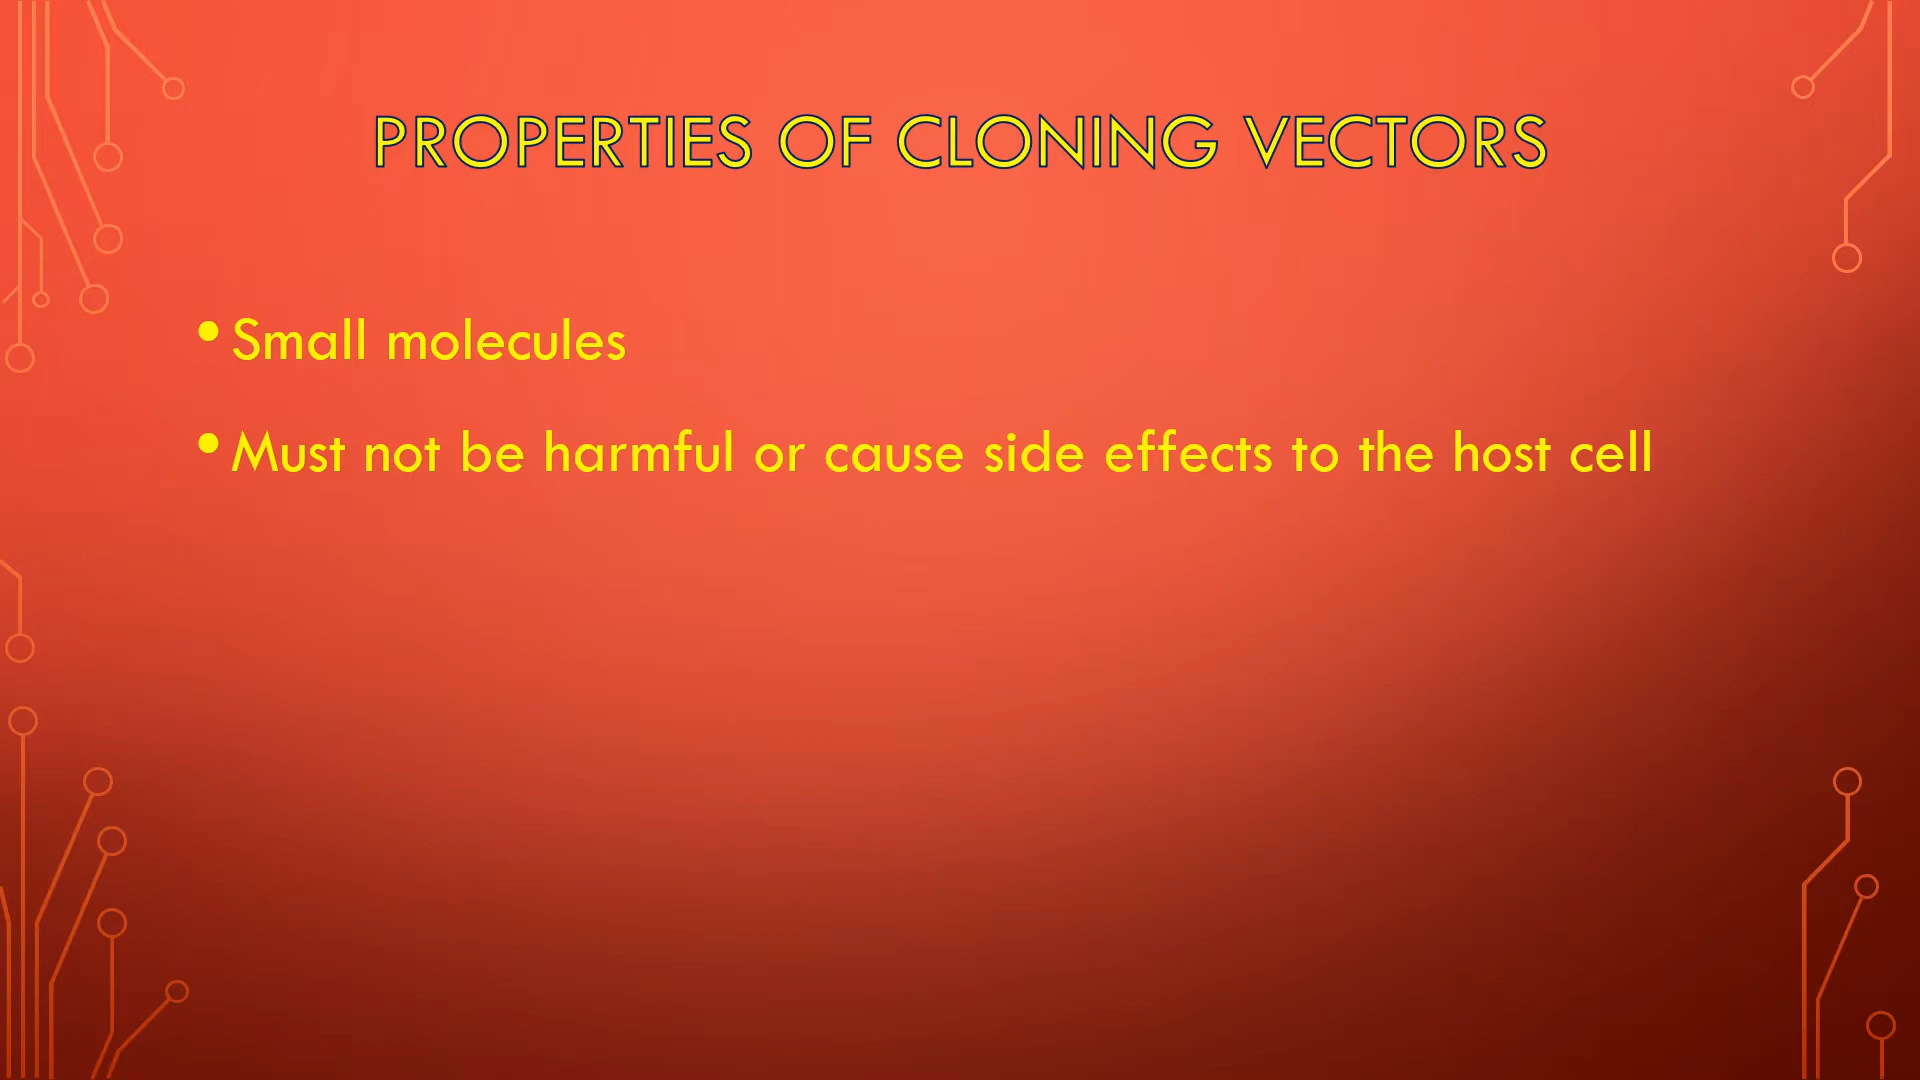 PROPERTIES OF CLONING VECTORS
• Small molecules
• Must not be harmful or cause side effects to the host cell